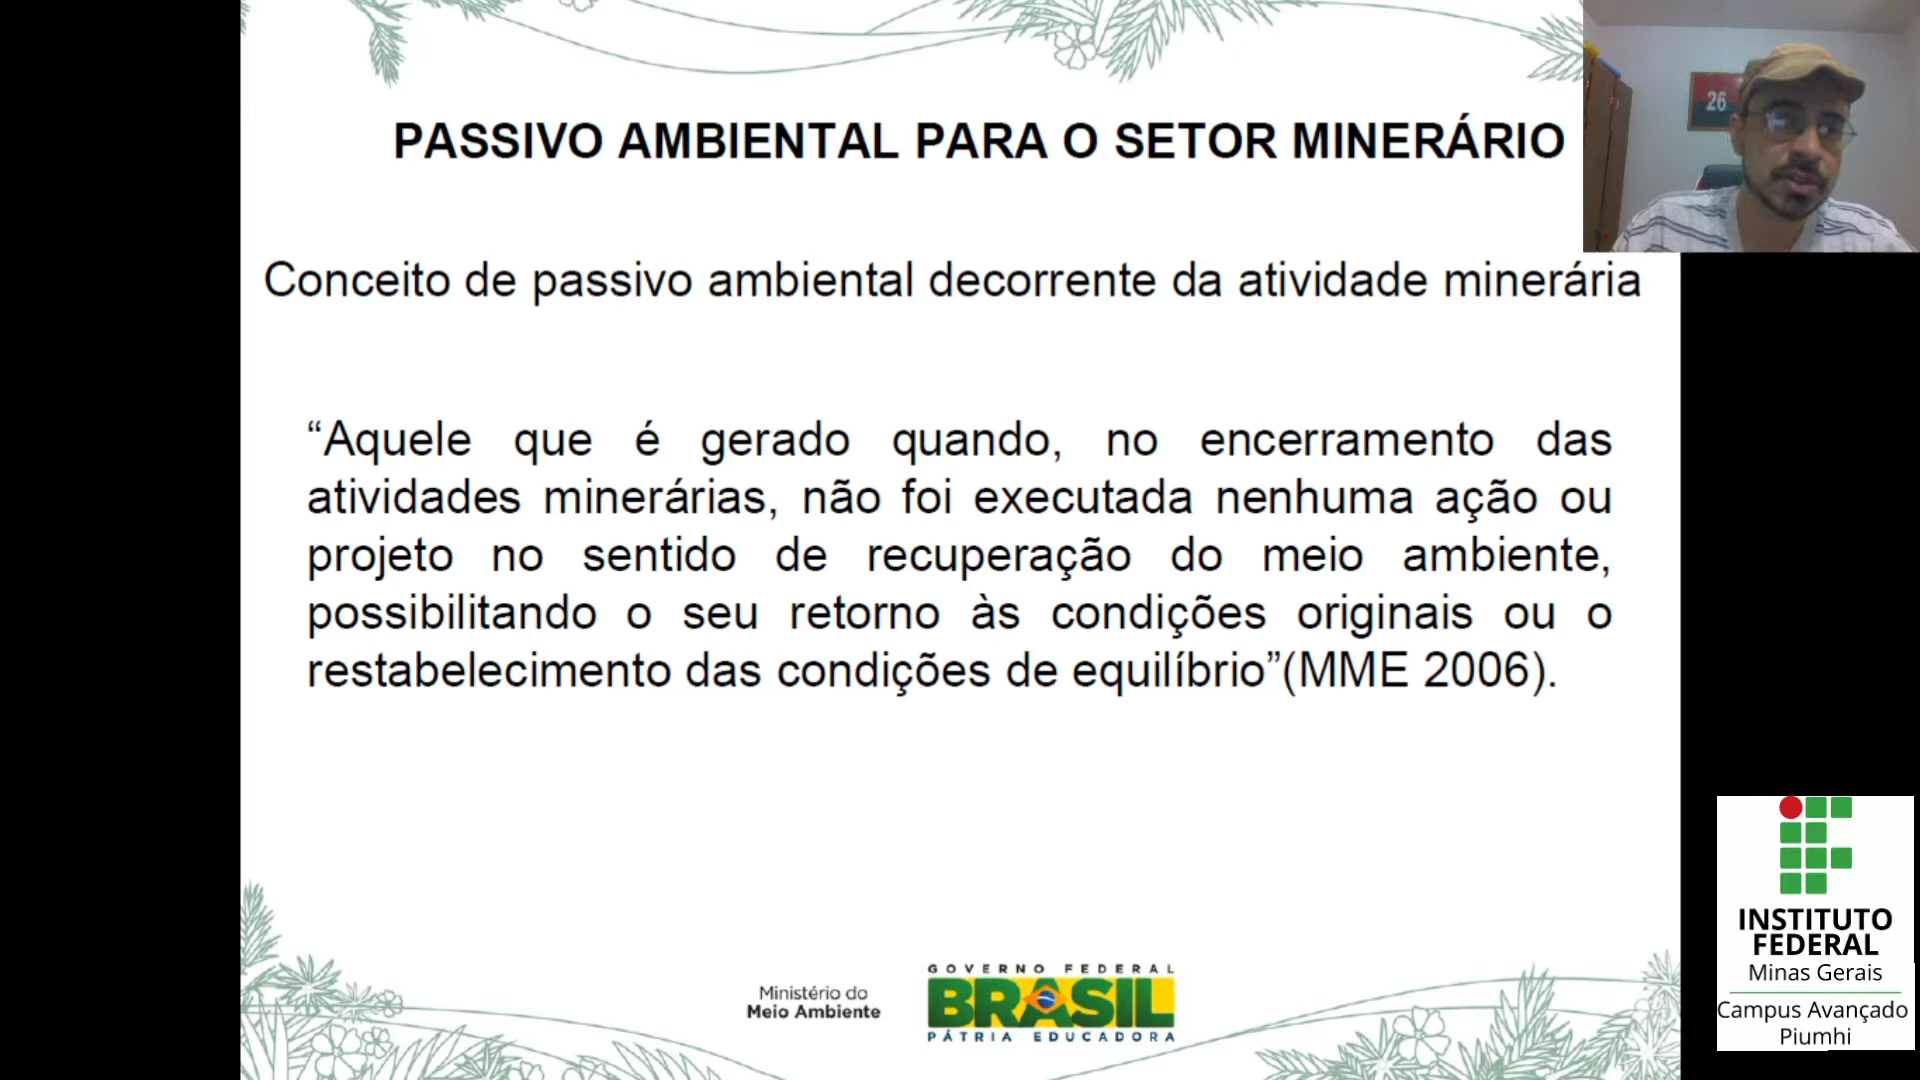 PASSIVO AMBIENTAL PARA O SETOR MINERÁRIO
26
Conceito de passivo ambiental decorrente da atividade minerária
“Aquele que é gerado quando, no encerramento das
atividades minerárias, não foi executada nenhuma ação ou
projeto no sentido de recuperação do meio ambiente,
possibilitando o seu retorno às condições originais ou o
restabelecimento das condições de equilíbrio”(MME 2006).
Ministério do
Meio Ambiente
GOVERNO FEDERAL
BRASIL
PÁTRIA EDUCADORA
INSTITUTO
FEDERAL
Minas Gerais
Campus Avançado
Piumhi